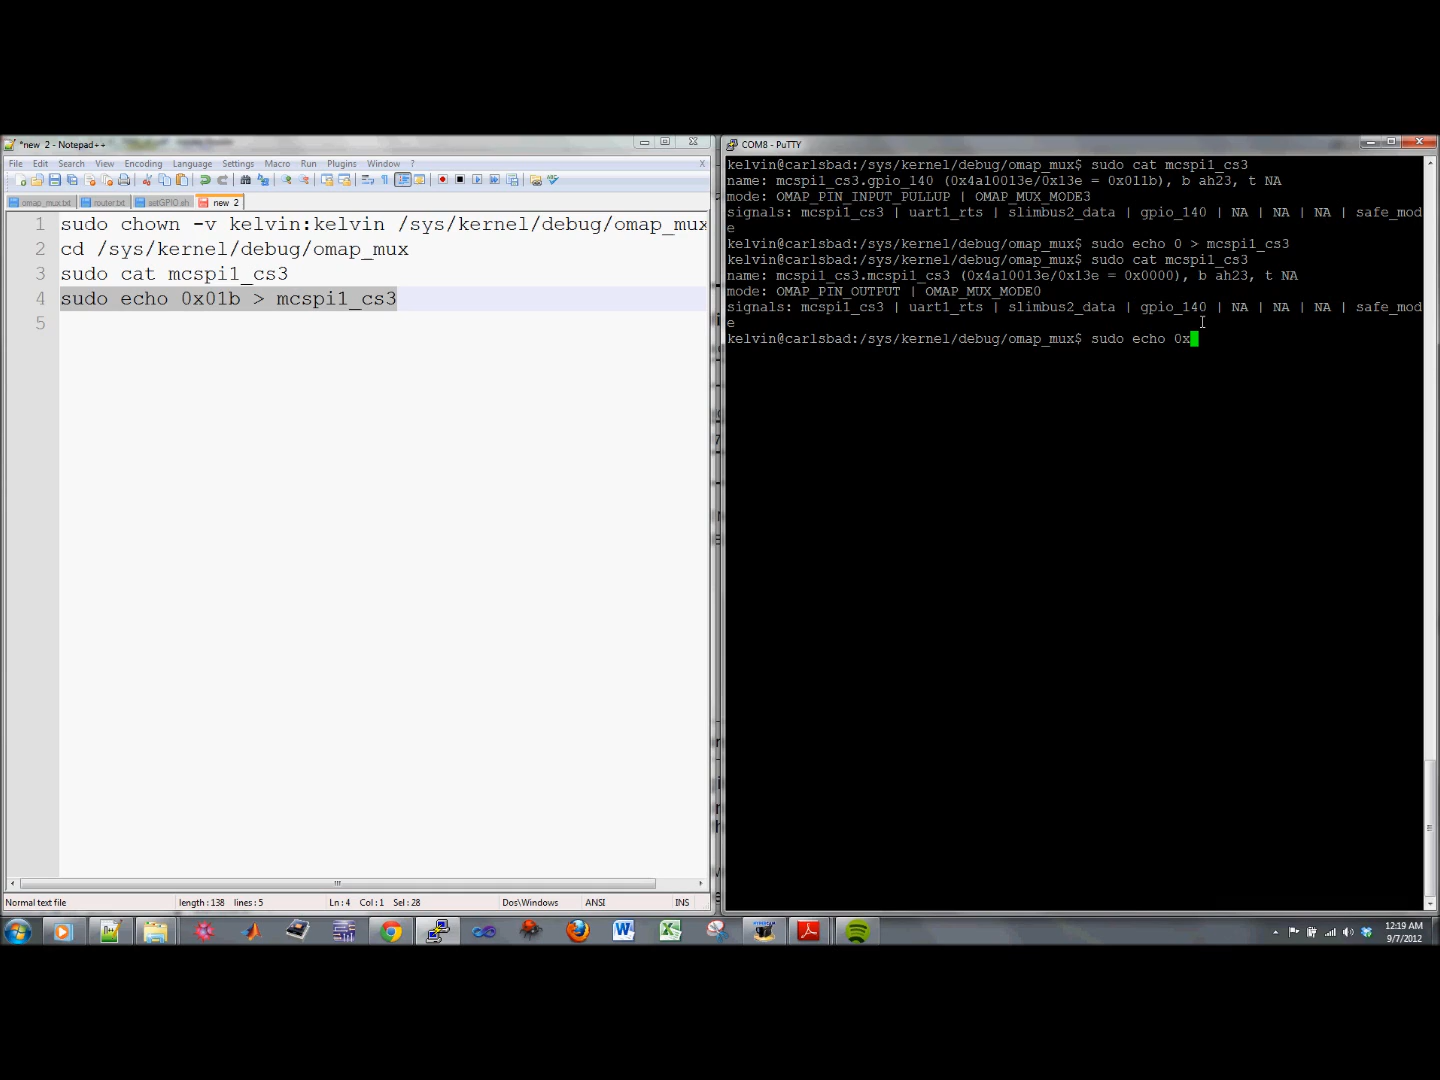 *new 2 - Notepad++
File Edit Search View Encoding Language Settings Macro Run Plugins Window ? X
omap_mux.txt router.txt setGPIO.sh new 2
1 sudo chown -v kelvin:kelvin /sys/kernel/debug/omap_mux
2 cd /sys/kernel/debug/omap_mux
3 sudo cat mcspi1_cs3
4 sudo echo 0x01b > mcspi1_cs3
5
Normal text file length : 138 lines : 5 Ln : 4 Col : 1 Sel : 28 Dos\Windows ANSI INS
COM8 - PuTTY
kelvin@carlsbad:/sys/kernel/debug/omap_mux$ sudo cat mcspi1_cs3
name: mcspi1_cs3.gpio_140 (0x4a10013e/0x13e = 0x011b), b ah23, t NA
mode: OMAP_PIN_INPUT_PULLUP | OMAP_MUX_MODE3
signals: mcspi1_cs3 | uart1_rts | slimbus2_data | gpio_140 | NA | NA | NA | safe_mod
e
kelvin@carlsbad:/sys/kernel/debug/omap_mux$ sudo echo 0 > mcspi1_cs3
kelvin@carlsbad:/sys/kernel/debug/omap_mux$ sudo cat mcspi1_cs3
name: mcspi1_cs3.mcspi1_cs3 (0x4a10013e/0x13e = 0x0000), b ah23, t NA
mode: OMAP_PIN_OUTPUT | OMAP_MUX_MODE0
signals: mcspi1_cs3 | uart1_rts | slimbus2_data | gpio_140 | NA | NA | NA | safe_mod
e
kelvin@carlsbad:/sys/kernel/debug/omap_mux$ sudo echo 0x
12:19 AM
9/7/2012